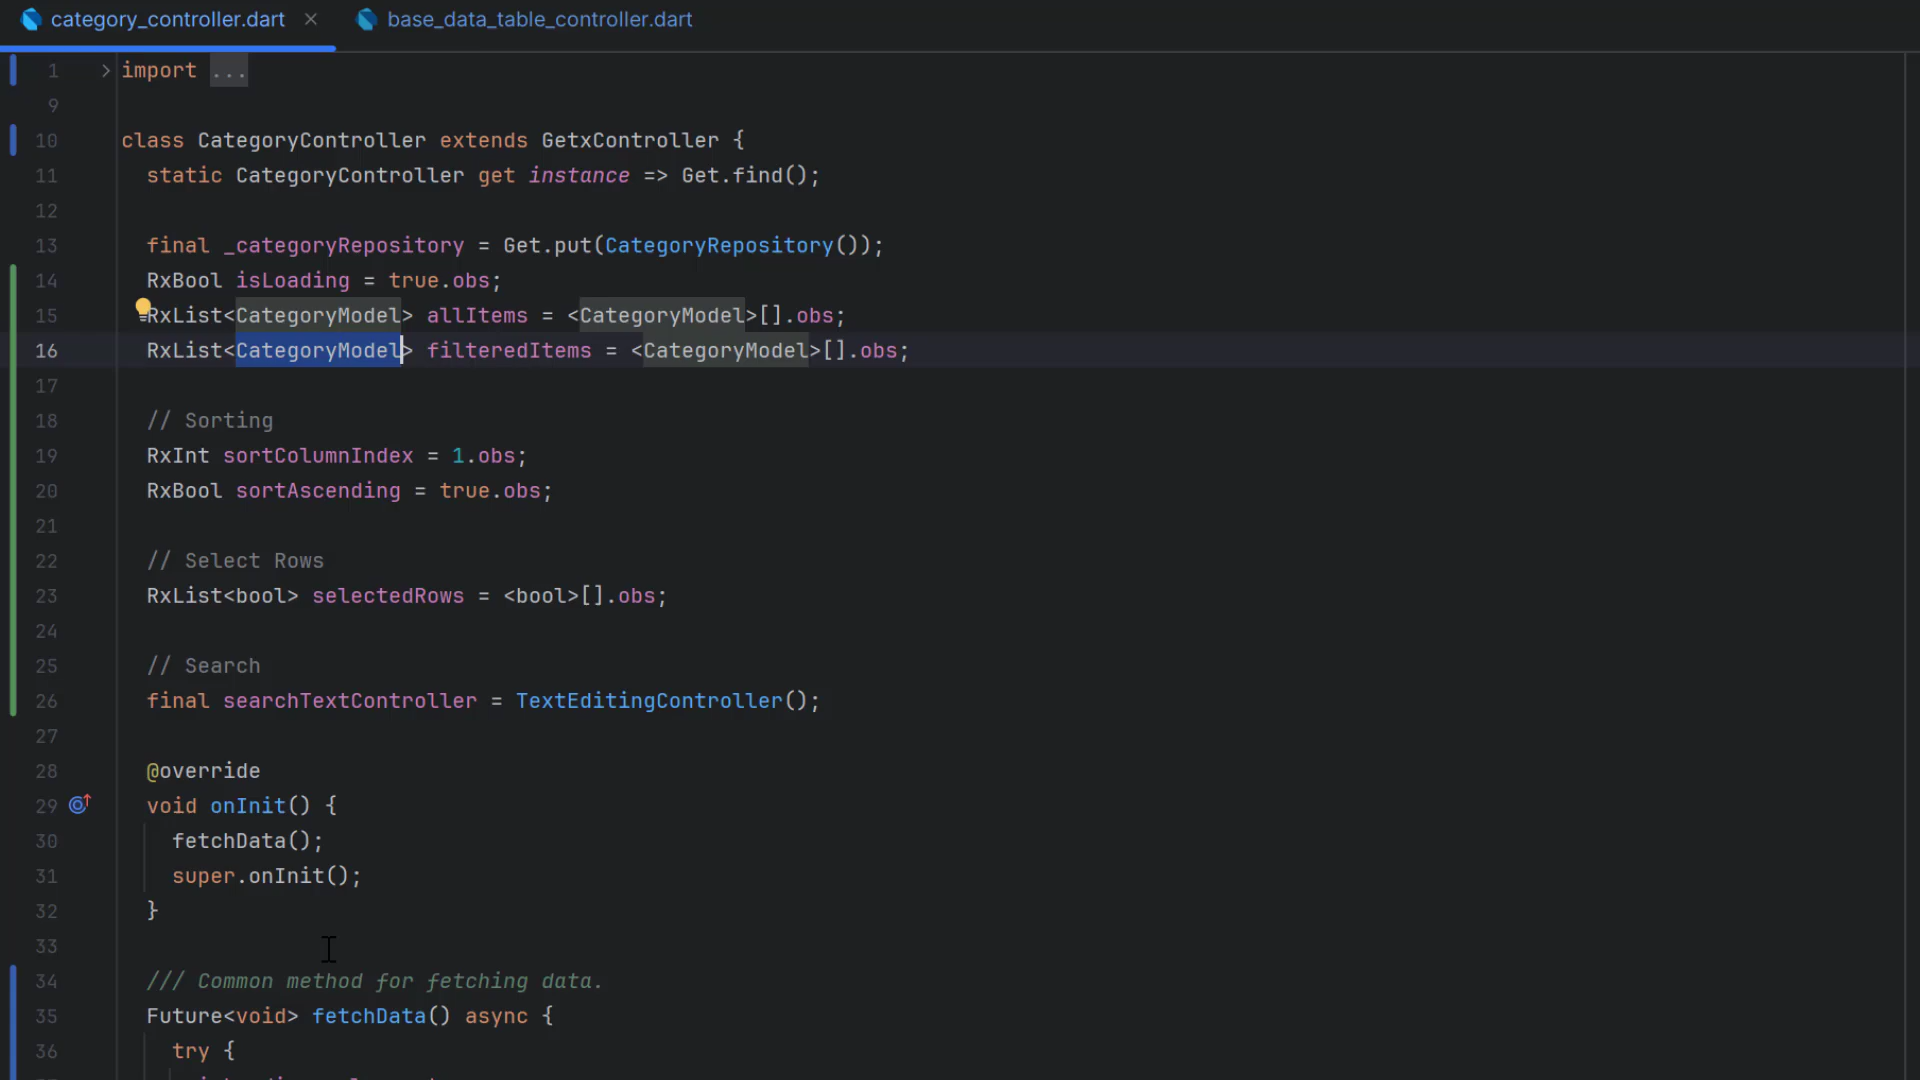 category_controller.dart
base_data_table_controller.dart
1 import ...
9
10 class CategoryController extends GetxController {
11 static CategoryController get instance => Get.find();
12
13 final _categoryRepository = Get.put(CategoryRepository());
14 RxBool isLoading = true.obs;
15 RxList<CategoryModel> allItems = <CategoryModel>[].obs;
16 RxList<CategoryModel> filteredItems = <CategoryModel>[].obs;
17
18 // Sorting
19 RxInt sortColumnIndex = 1.obs;
20 RxBool sortAscending = true.obs;
21
22 // Select Rows
23 RxList<bool> selectedRows = <bool>[].obs;
24
25 // Search
26 final searchTextController = TextEditingController();
27
28 @override
29 void onInit() {
30 fetchData();
31 super.onInit();
32 }
33
34 /// Common method for fetching data.
35 Future<void> fetchData() async {
36 try {